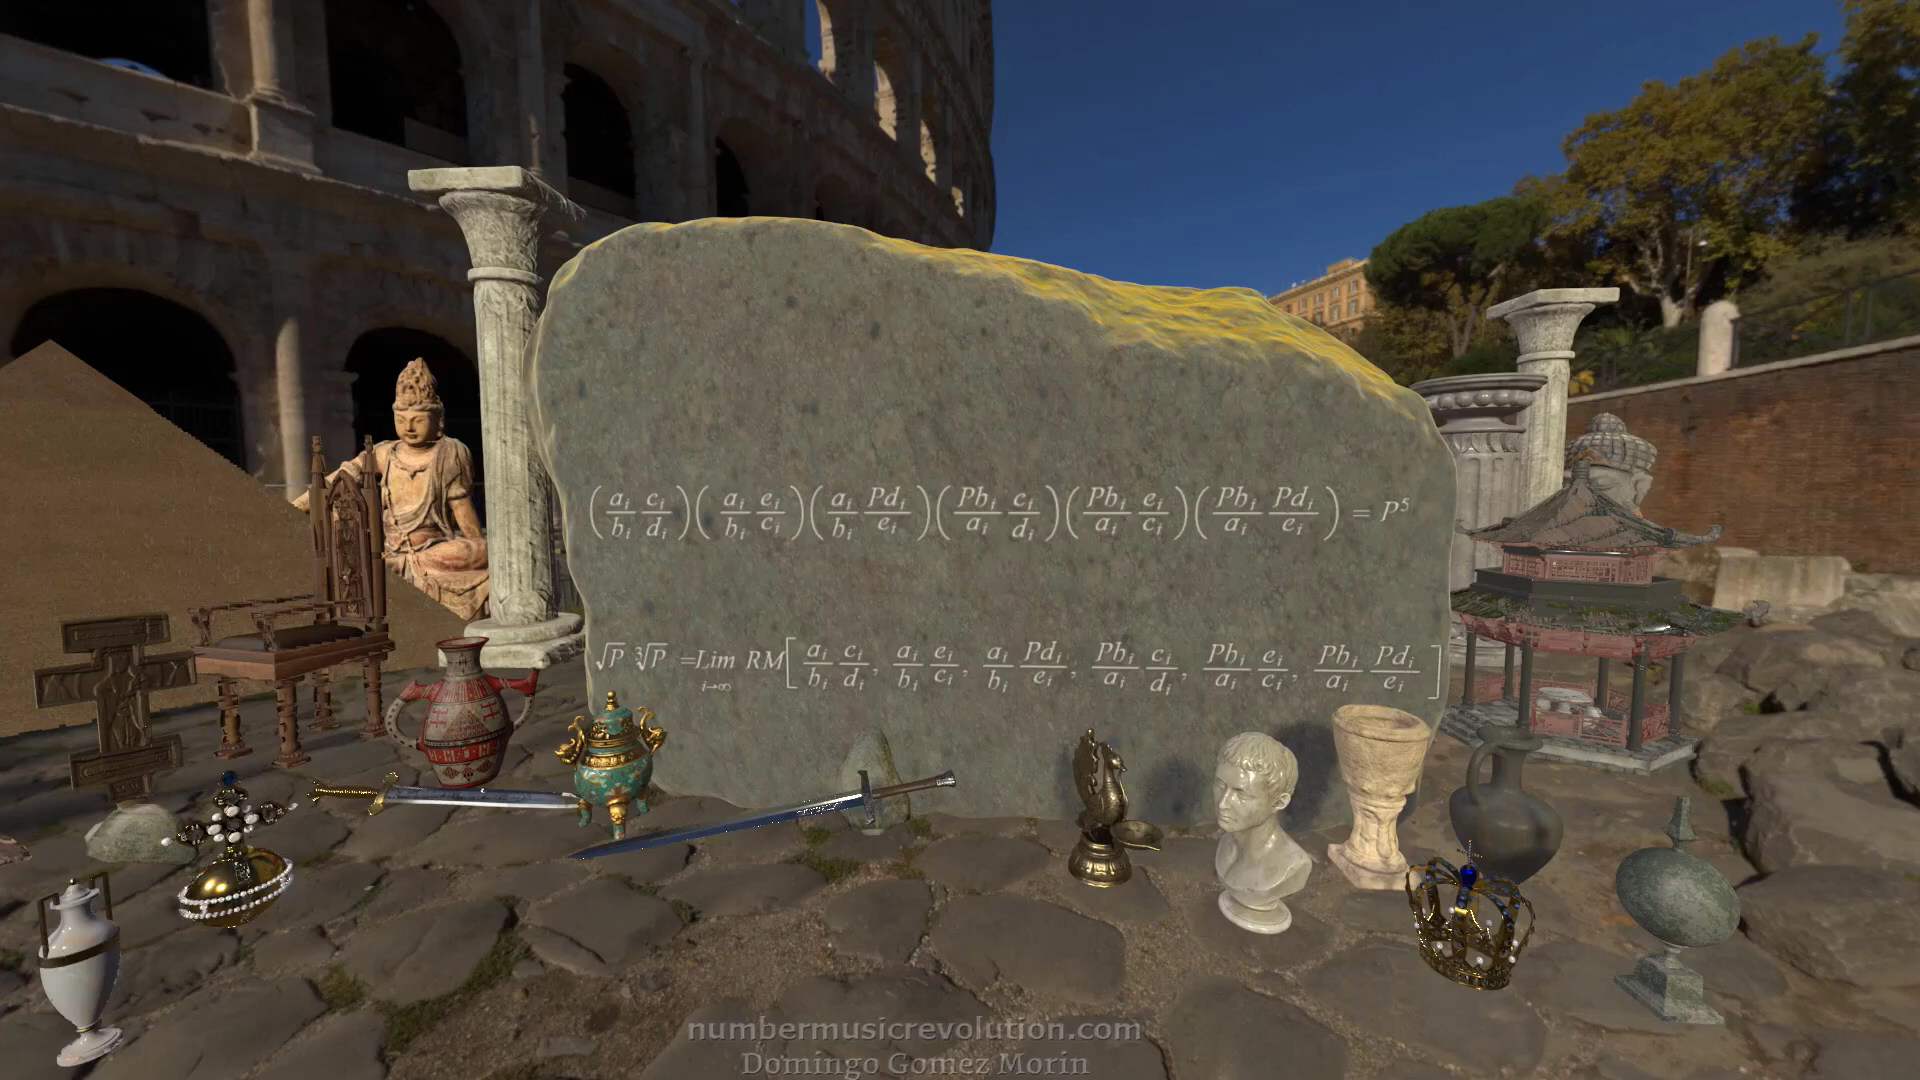 (a_i/b_i c_i/d_i)(a_i/b_i e_i/c_i)(a_i/b_i Pd_i/e_i)(Pb_i/a_i c_i/d_i)(Pb_i/a_i e_i/c_i)(Pb_i/a_i Pd_i/e_i) = P⁵
√P ∛P = Lim_{i→∞} RM[a_i/b_i c_i/d_i, a_i/b_i e_i/c_i, a_i/b_i Pd_i/e_i, Pb_i/a_i c_i/d_i, Pb_i/a_i e_i/c_i, Pb_i/a_i Pd_i/e_i]
numbermusicrevolution.com
Domingo Gomez Morin